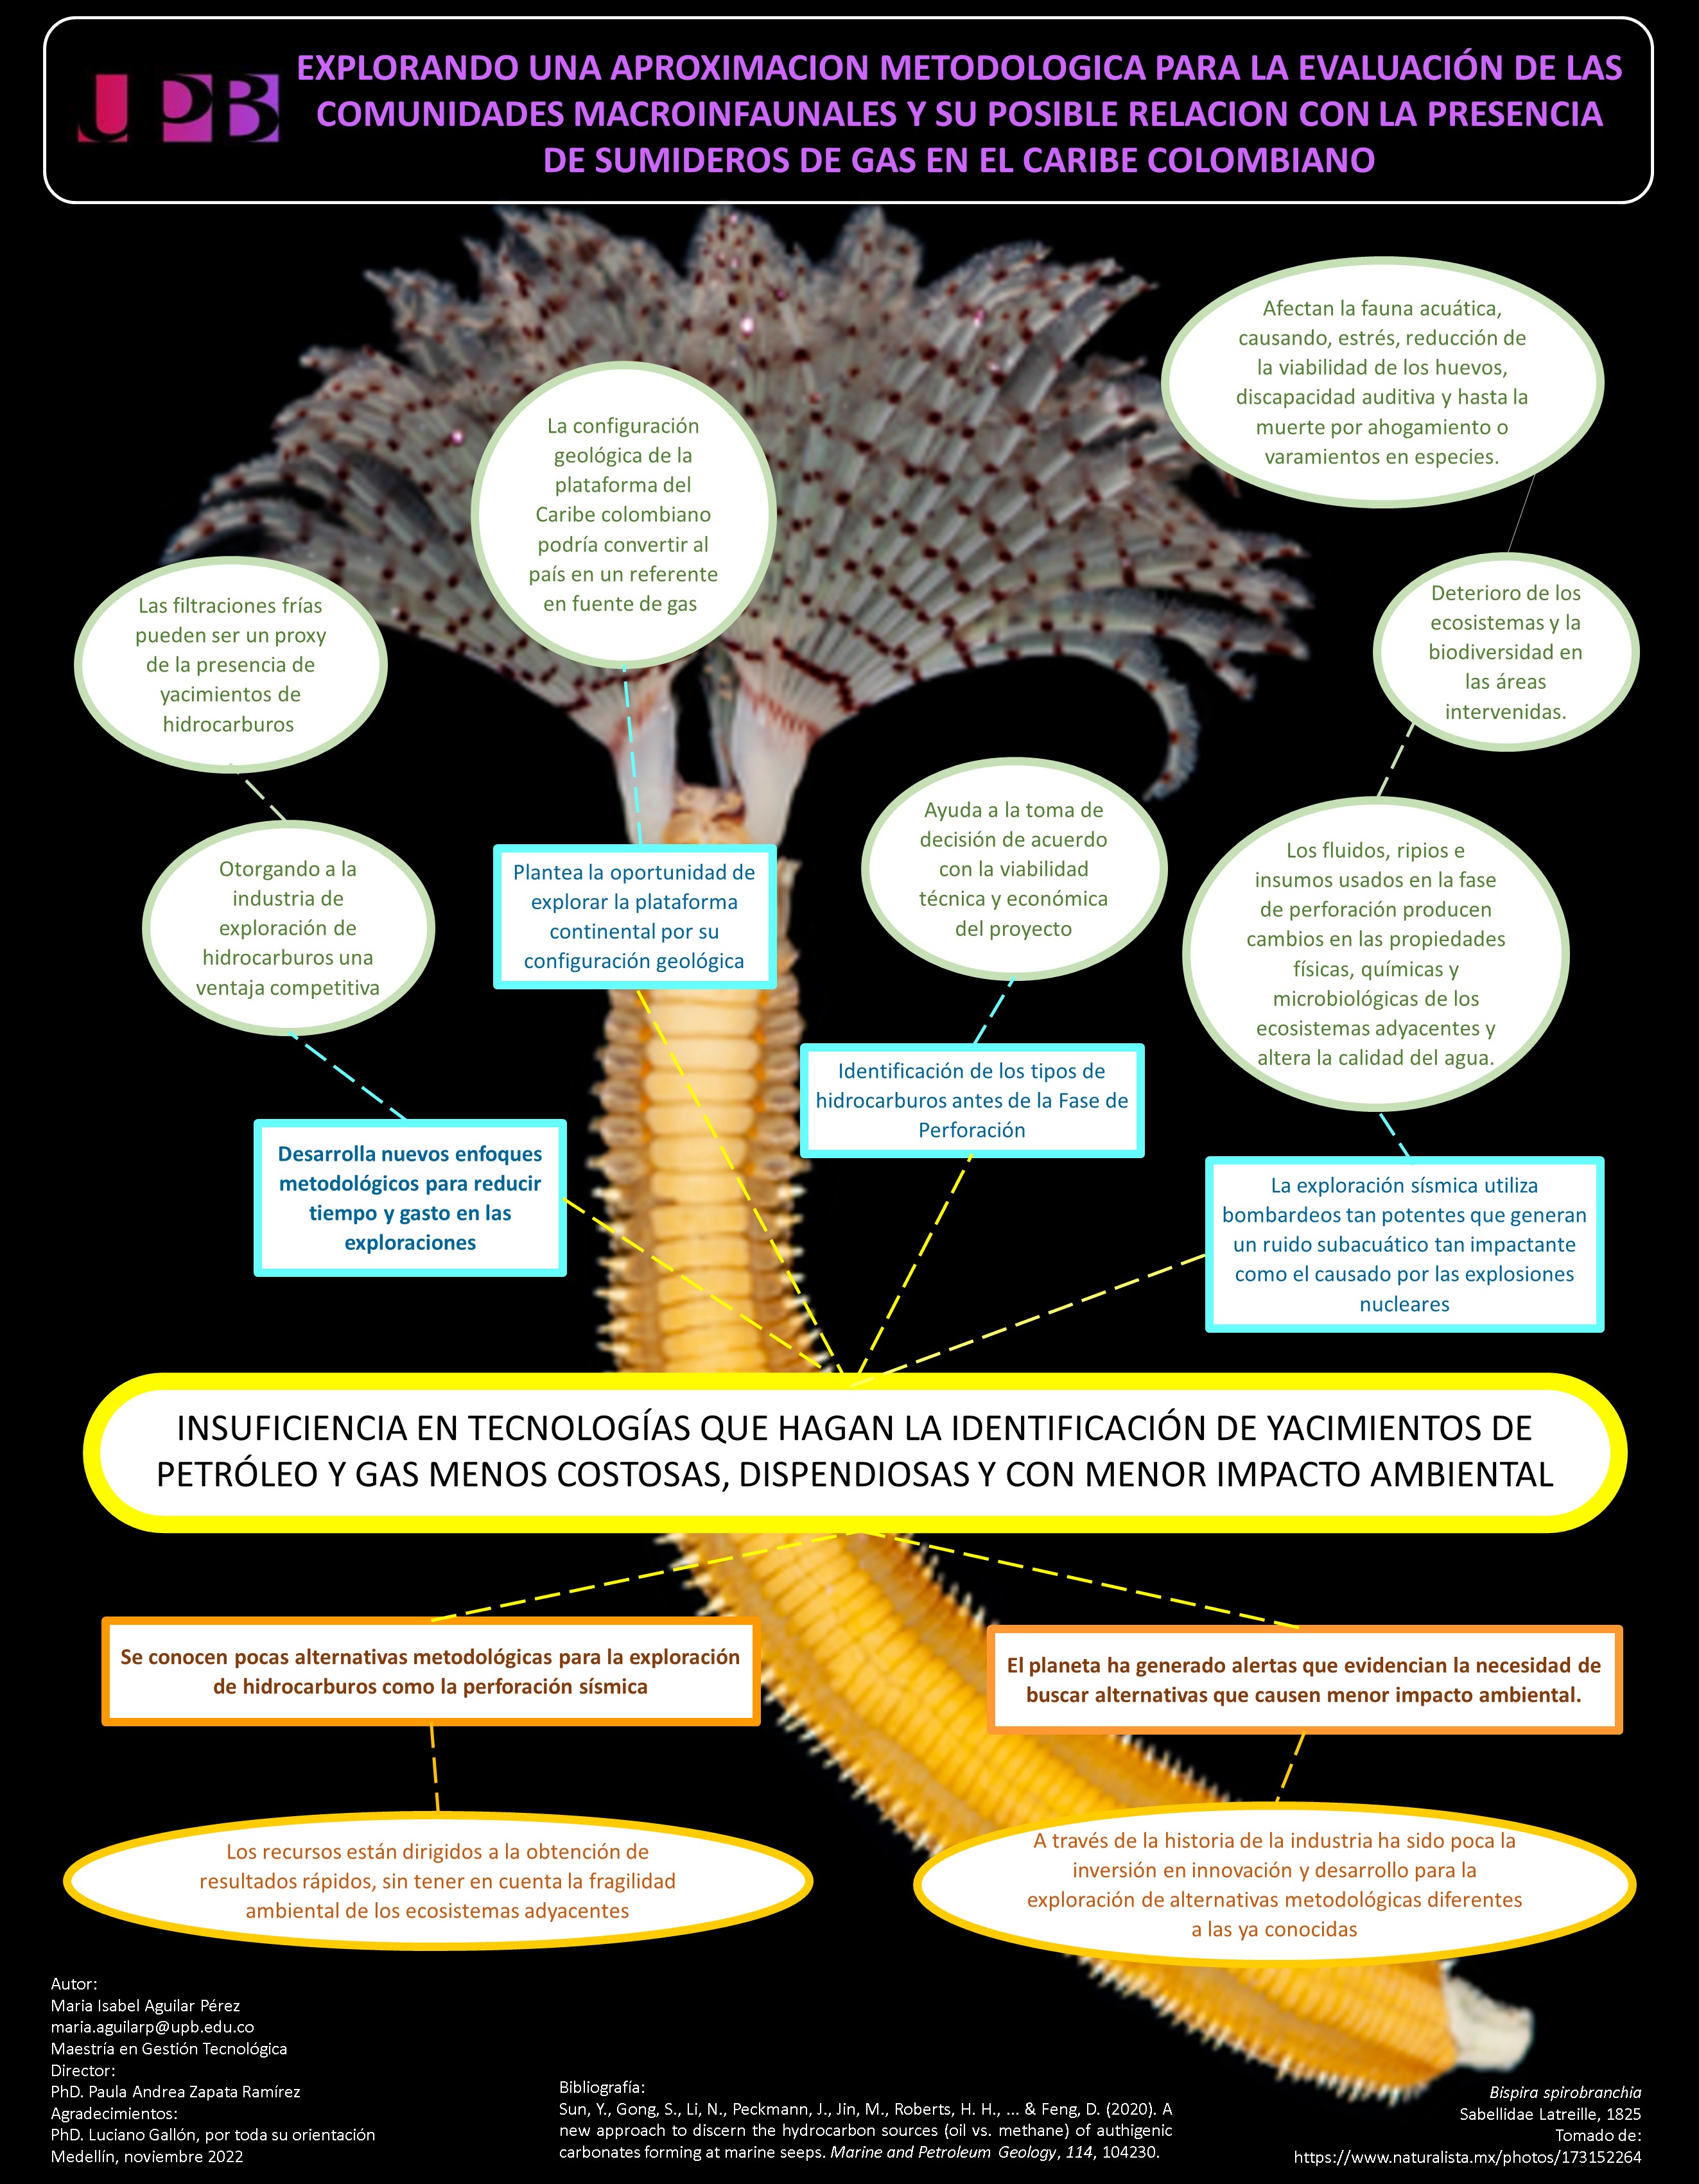 UPB
EXPLORANDO UNA APROXIMACION METODOLOGICA PARA LA EVALUACIÓN DE LAS
COMUNIDADES MACROINFAUNALES Y SU POSIBLE RELACION CON LA PRESENCIA
DE SUMIDEROS DE GAS EN EL CARIBE COLOMBIANO
Afectan la fauna acuática,
causando, estrés, reducción de
la viabilidad de los huevos,
discapacidad auditiva y hasta la
muerte por ahogamiento o
varamientos en especies.
La configuración
geológica de la
plataforma del
Caribe colombiano
podría convertir al
país en un referente
en fuente de gas
Las filtraciones frías
pueden ser un proxy
de la presencia de
yacimientos de
hidrocarburos
Deterioro de los
ecosistemas y la
biodiversidad en
las áreas
intervenidas.
Otorgando a la
industria de
exploración de
hidrocarburos una
ventaja competitiva
Plantea la oportunidad de
explorar la plataforma
continental por su
configuración geológica
Ayuda a la toma de
decisión de acuerdo
con la viabilidad
técnica y económica
del proyecto
Los fluidos, ripios e
insumos usados en la fase
de perforación producen
cambios en las propiedades
físicas, químicas y
microbiológicas de los
ecosistemas adyacentes y
altera la calidad del agua.
Identificación de los tipos de
hidrocarburos antes de la Fase de
Perforación
Desarrolla nuevos enfoques
metodológicos para reducir
tiempo y gasto en las
exploraciones
La exploración sísmica utiliza
bombardeos tan potentes que generan
un ruido subacuático tan impactante
como el causado por las explosiones
nucleares
INSUFICIENCIA EN TECNOLOGÍAS QUE HAGAN LA IDENTIFICACIÓN DE YACIMIENTOS DE
PETRÓLEO Y GAS MENOS COSTOSAS, DISPENDIOSAS Y CON MENOR IMPACTO AMBIENTAL
Se conocen pocas alternativas metodológicas para la exploración
de hidrocarburos como la perforación sísmica
El planeta ha generado alertas que evidencian la necesidad de
buscar alternativas que causen menor impacto ambiental.
Los recursos están dirigidos a la obtención de
resultados rápidos, sin tener en cuenta la fragilidad
ambiental de los ecosistemas adyacentes
A través de la historia de la industria ha sido poca la
inversión en innovación y desarrollo para la
exploración de alternativas metodológicas diferentes
a las ya conocidas
Autor:
Maria Isabel Aguilar Pérez
maria.aguilarp@upb.edu.co
Maestría en Gestión Tecnológica
Director:
PhD. Paula Andrea Zapata Ramírez
Agradecimientos:
PhD. Luciano Gallón, por toda su orientación
Medellín, noviembre 2022
Bibliografía:
Sun, Y., Gong, S., Li, N., Peckmann, J., Jin, M., Roberts, H. H., ... & Feng, D. (2020). A
new approach to discern the hydrocarbon sources (oil vs. methane) of authigenic
carbonates forming at marine seeps. Marine and Petroleum Geology, 114, 104230.
Bispira spirobranchia
Sabellidae Latreille, 1825
Tomado de:
https://www.naturalista.mx/photos/173152264